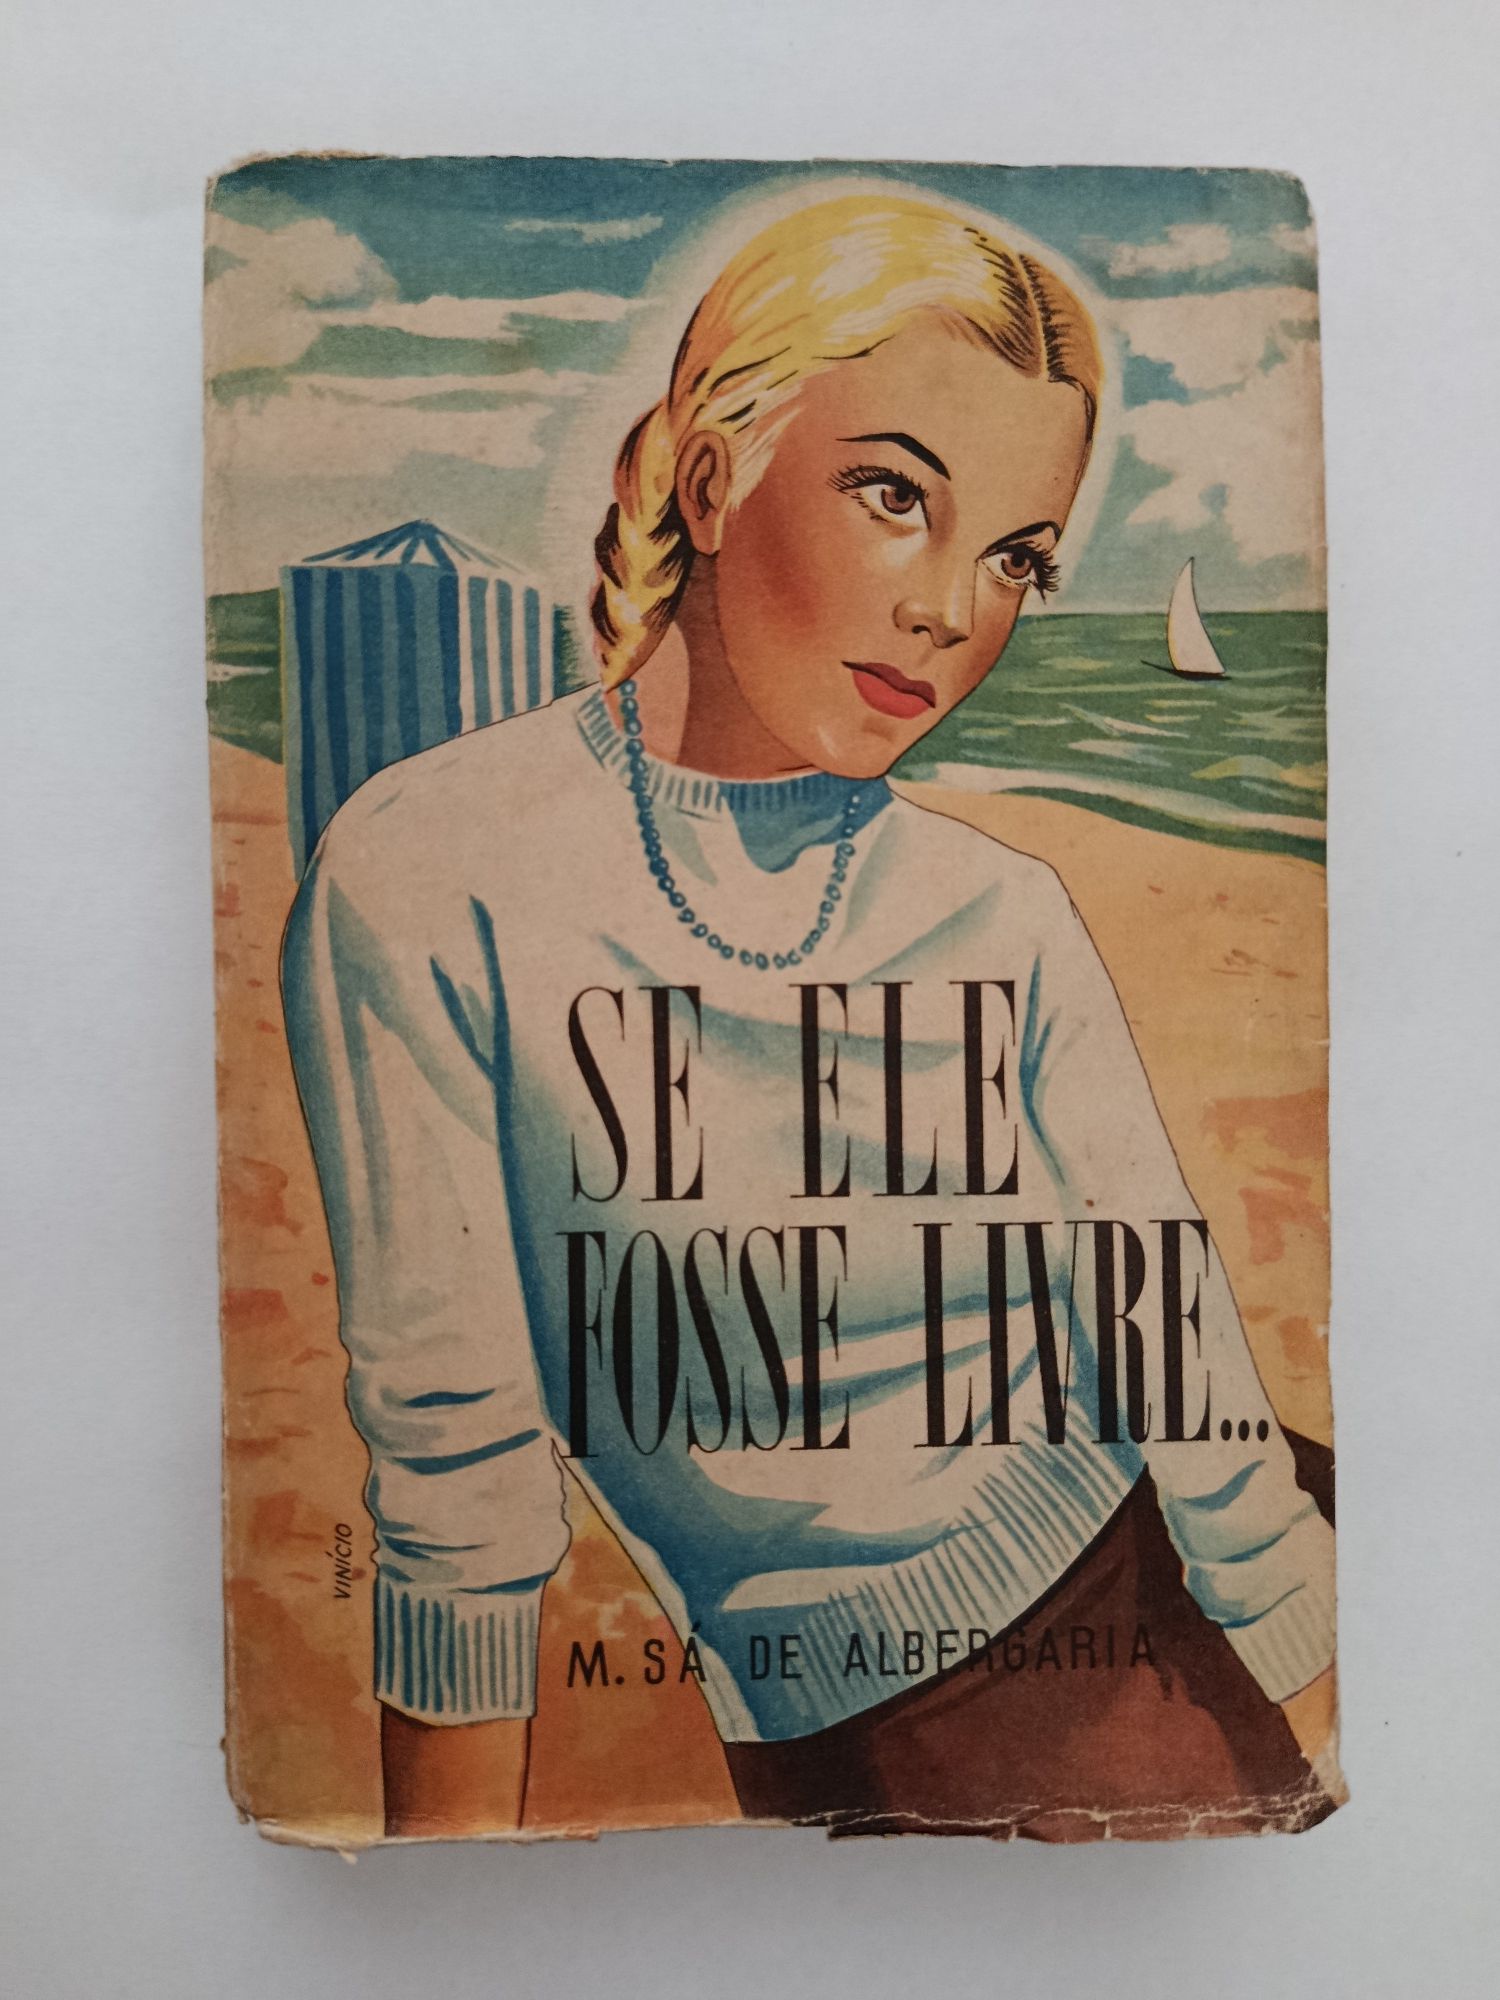 SE ELE
FOSSE LIVRE...
VINÍCIO
M. SÁ DE ALBERGARIA